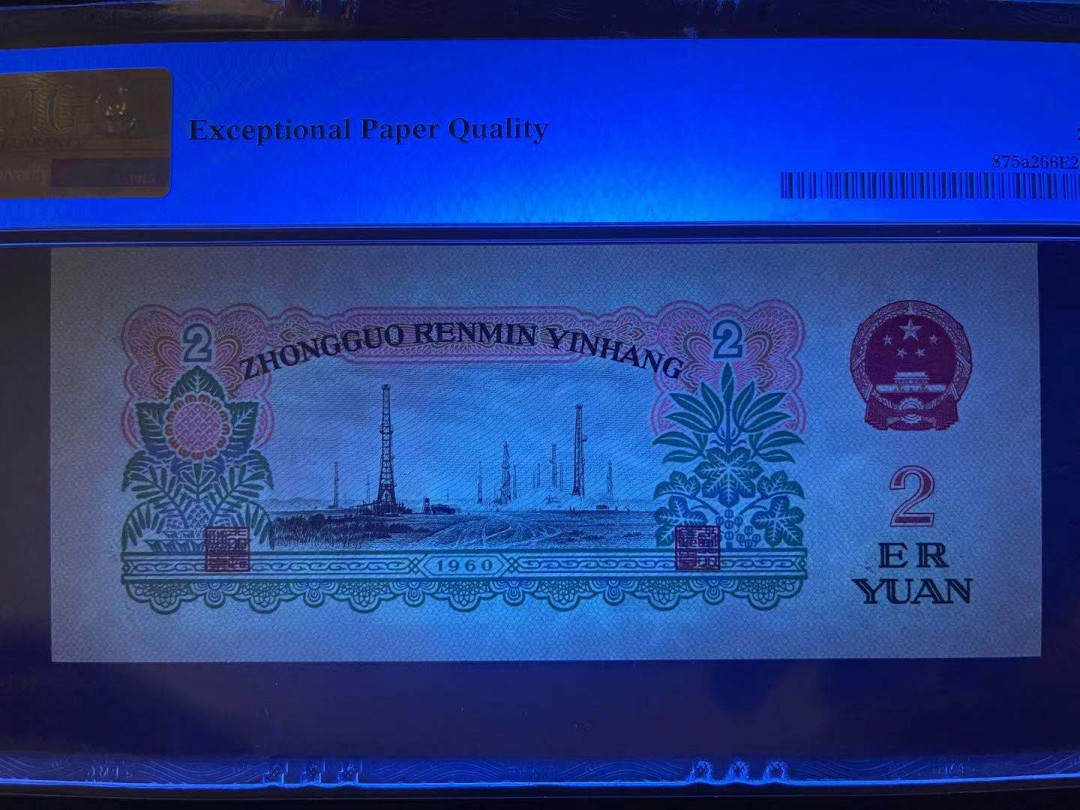 Exceptional Paper Quality
875a266E2
2
2
ZHONGGUO RENMIN YINHANG
2
ER
YUAN
1960